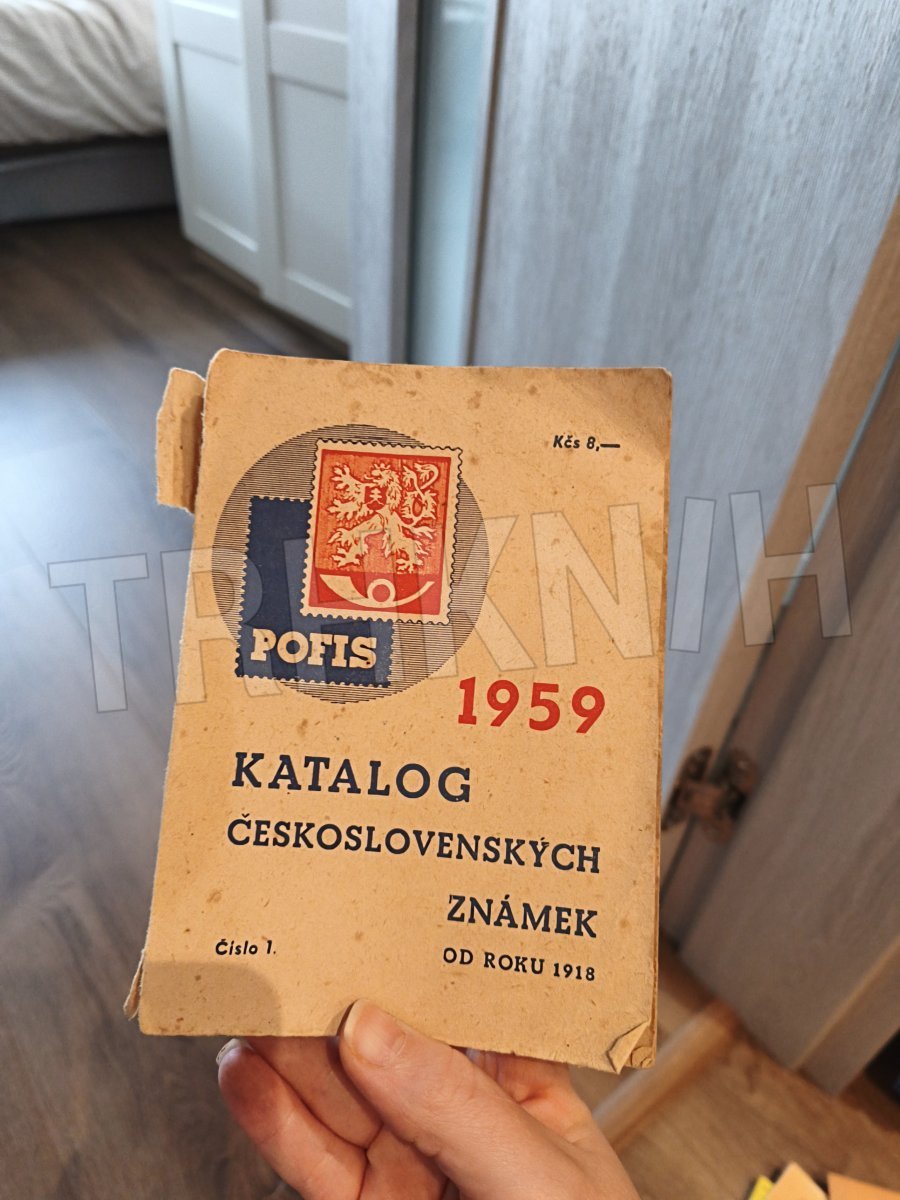 Kčs 8,—
POFIS
1959
KATALOG
ČESKOSLOVENSKÝCH
ZNÁMEK
OD ROKU 1918
Číslo 1.